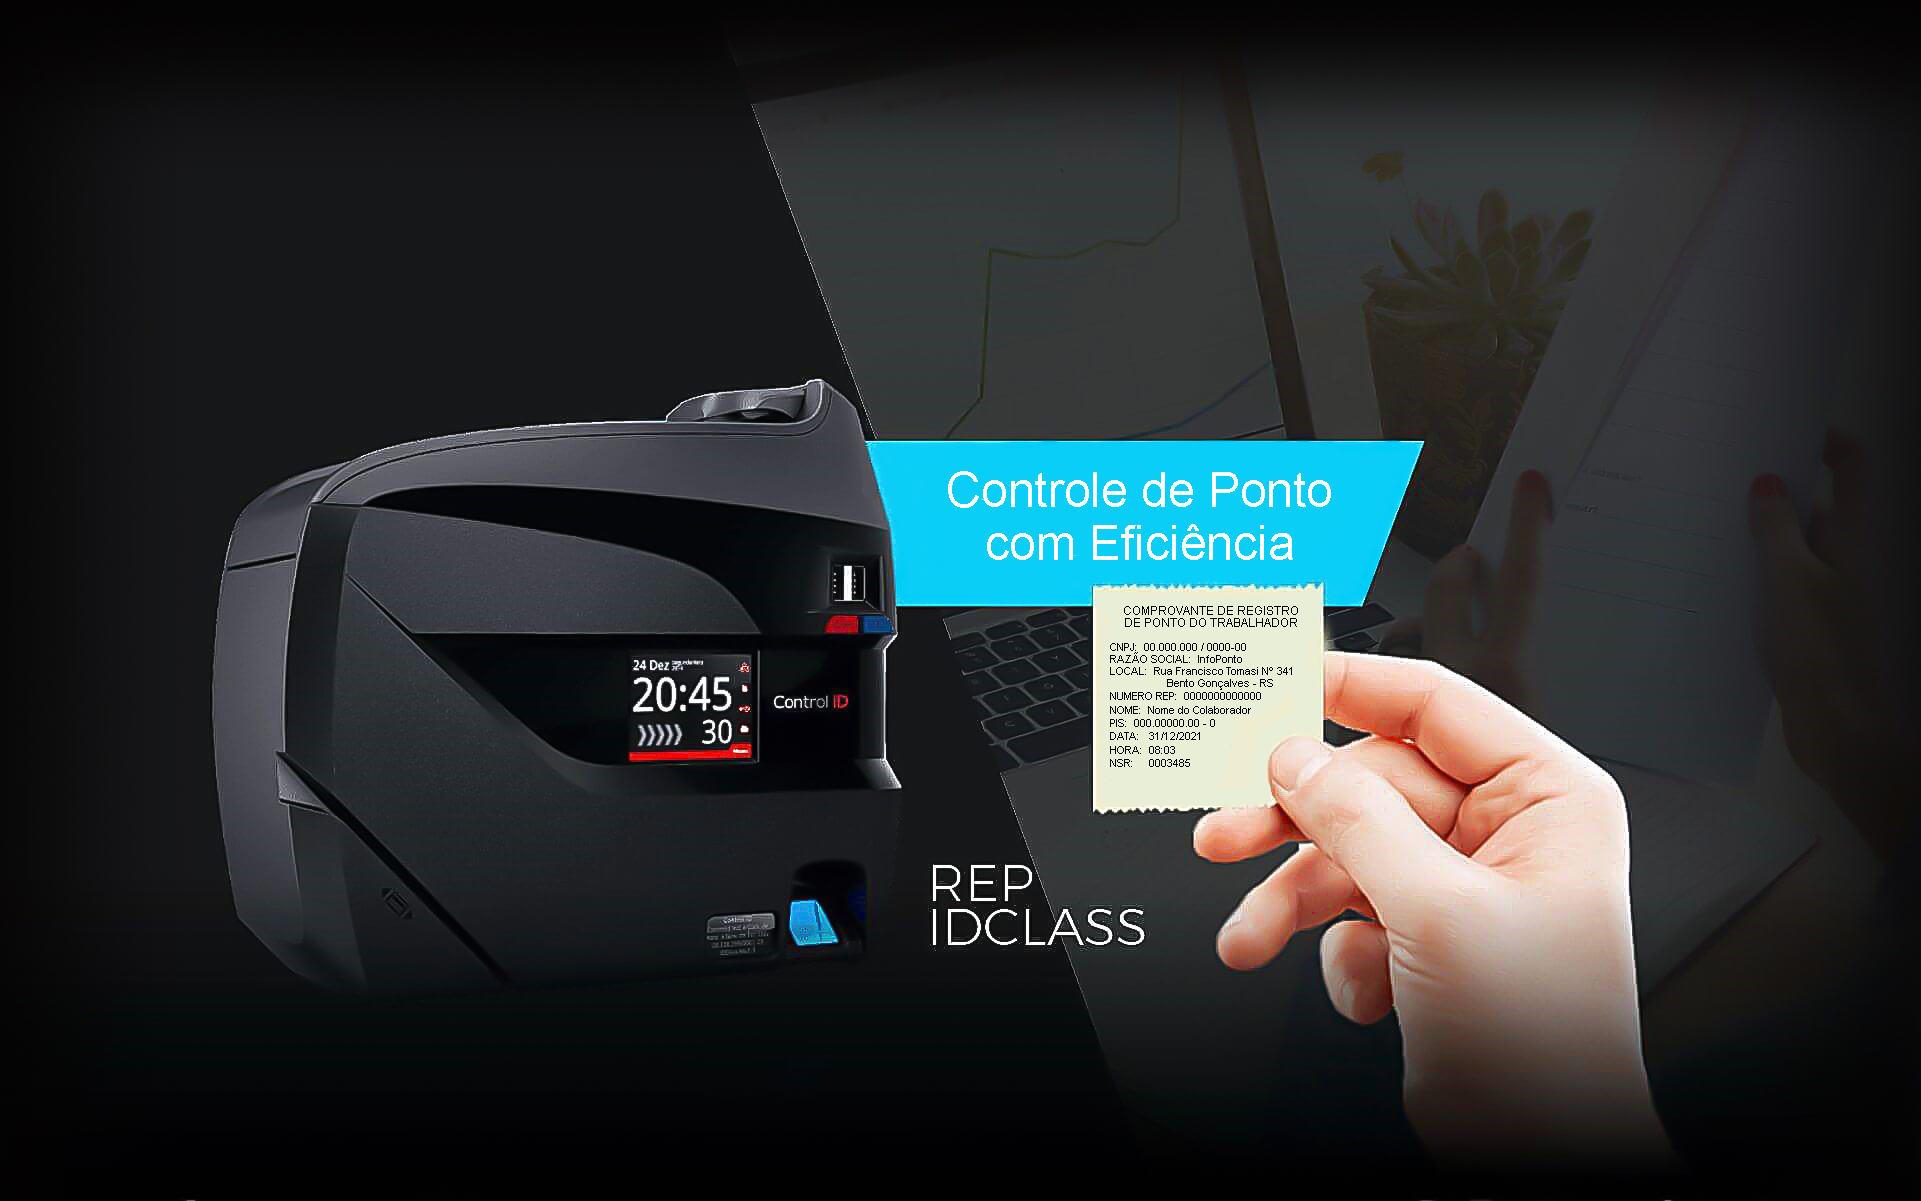 Controle de Ponto
com Eficiência
COMPROVANTE DE REGISTRO
DE PONTO DO TRABALHADOR
CNPJ: 00.000.000 / 0000-00
RAZÃO SOCIAL: InfoPonto
LOCAL: Rua Francisco Tomasi Nº 341
Bento Gonçalves - RS
NUMERO REP: 0000000000000
NOME: Nome do Colaborador
PIS: 000.00000.00 - 0
DATA: 31/12/2021
HORA: 08:03
NSR: 0003485
24 Dez
20:45
30
Control iD
REP
IDCLASS